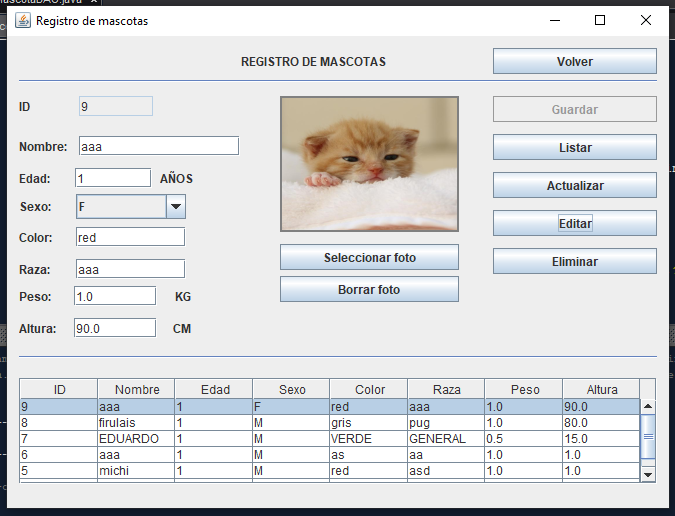 Registro de mascotas
REGISTRO DE MASCOTAS
Volver
ID 9
Guardar
Nombre: aaa
Listar
Edad: 1 AÑOS
Actualizar
Sexo: F
Editar
Color: red
Seleccionar foto
Eliminar
Raza: aaa
Borrar foto
Peso: 1.0 KG
Altura: 90.0 CM
ID Nombre Edad Sexo Color Raza Peso Altura
9 aaa 1 F red aaa 1.0 90.0
8 firulais 1 M gris pug 1.0 80.0
7 EDUARDO 1 M VERDE GENERAL 0.5 15.0
6 aaa 1 M as aa 1.0 1.0
5 michi 1 M red asd 1.0 1.0